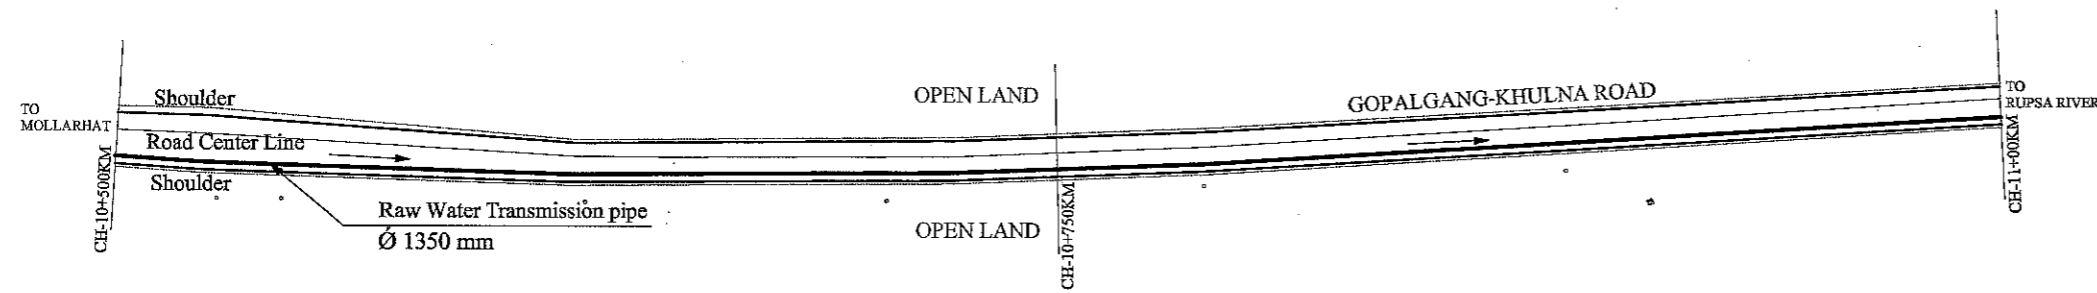 TO
MOLLARHAT
Shoulder
Road Center Line
Shoulder
CH-10+500KM
Raw Water Transmission pipe
Ø 1350 mm
OPEN LAND
OPEN LAND
CH-10+750KM
GOPALGANG-KHULNA ROAD
TO
RUPSA RIVER
CH-11+00KM